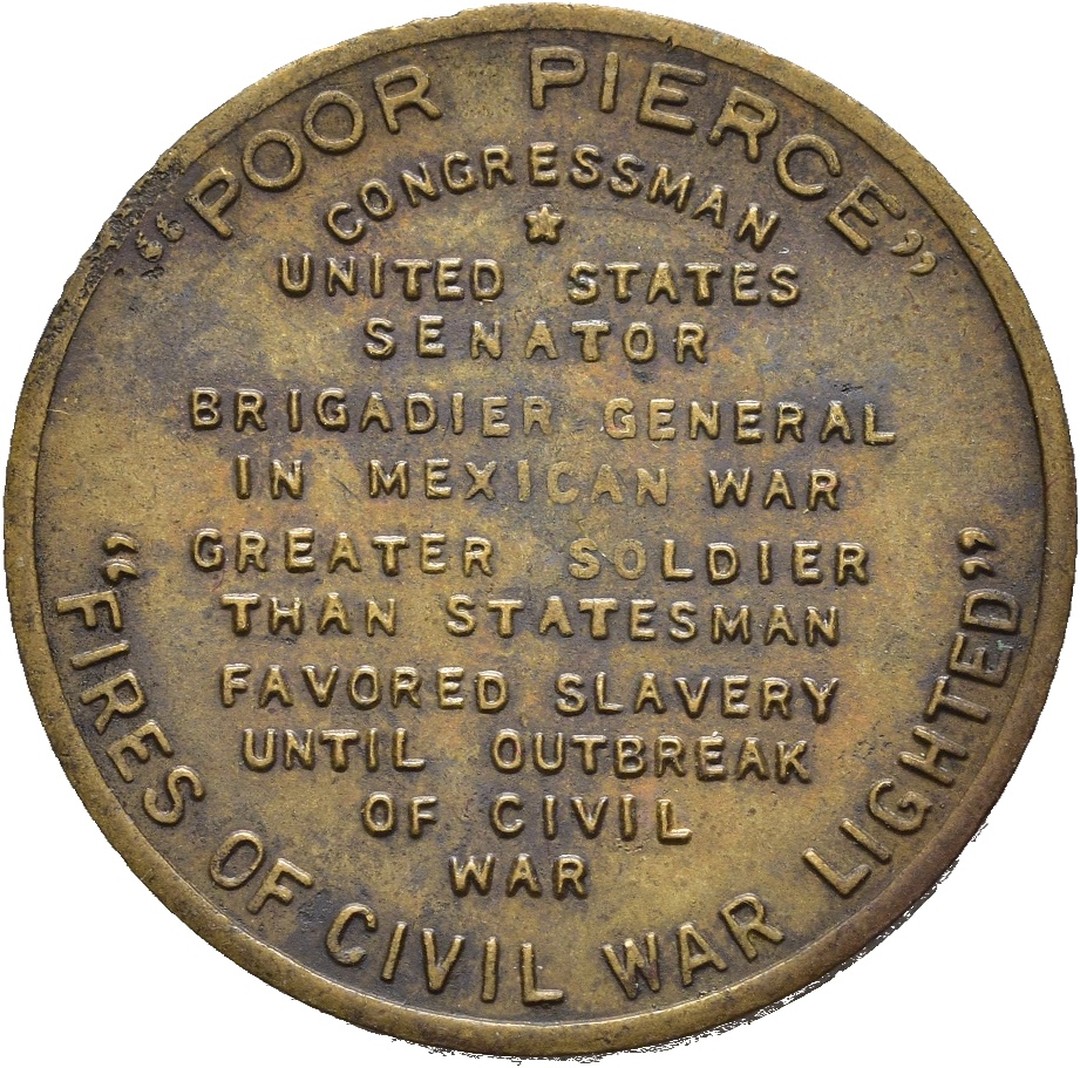 “POOR PIERCE”
CONGRESSMAN
UNITED STATES
SENATOR
BRIGADIER GENERAL
IN MEXICAN WAR
GREATER SOLDIER
THAN STATESMAN
FAVORED SLAVERY
UNTIL OUTBREAK
OF CIVIL
WAR
“FIRES OF CIVIL WAR LIGHTED”